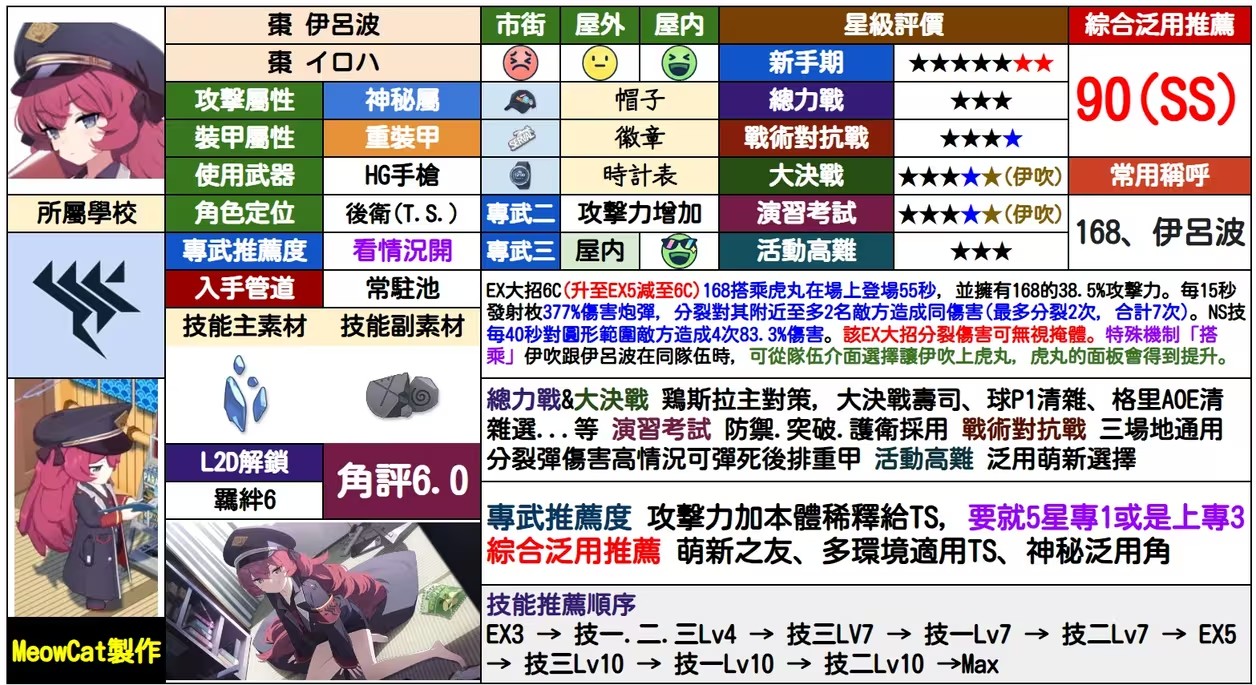 棗 伊呂波
棗 イロハ
攻擊屬性 神秘屬
裝甲屬性 重裝甲
使用武器 HG手槍
所屬學校
角色定位 後衛(T.S.)
專武推薦度 看情況開
入手管道 常駐池
技能主素材 技能副素材
L2D解鎖
羈絆6
角評6.0
MeowCat製作
市街 屋外 屋内
帽子
徽章
時計表
專武二 攻擊力增加
專武三 屋内
星級評價
新手期 ★★★★★★★
總力戰 ★★★
戰術對抗戰 ★★★★
大決戰 ★★★★★(伊吹)
演習考試 ★★★★★(伊吹)
活動高難 ★★★
綜合泛用推薦
90(SS)
常用稱呼
168、伊呂波
EX大招6C(升至EX5減至6C)168搭乘虎丸在場上登場55秒，並擁有168的38.5%攻擊力。每15秒
發射枚377%傷害炮彈，分裂對其附近至多2名敵方造成同傷害(最多分裂2次，合計7次)。NS技
每40秒對圓形範圍敵方造成4次83.3%傷害。該EX大招分裂傷害可無視掩體。特殊機制「搭
乘」伊吹跟伊呂波在同隊伍時，可從隊伍介面選擇讓伊吹上虎丸，虎丸的面板會得到提升。
總力戰&大決戰 鶏斯拉主對策，大決戰壽司、球P1清雜、格里AOE清
雜選...等 演習考試 防禦.突破.護衛採用 戰術對抗戰 三場地通用
分裂彈傷害高情況可彈死後排重甲 活動高難 泛用萌新選擇
專武推薦度 攻擊力加本體稀釋給TS，要就5星專1或是上專3
綜合泛用推薦 萌新之友、多環境適用TS、神秘泛用角
技能推薦順序
EX3 → 技一.二.三Lv4 → 技三LV7 → 技一Lv7 → 技二Lv7 → EX5
→ 技三Lv10 → 技一Lv10 → 技二Lv10 →Max